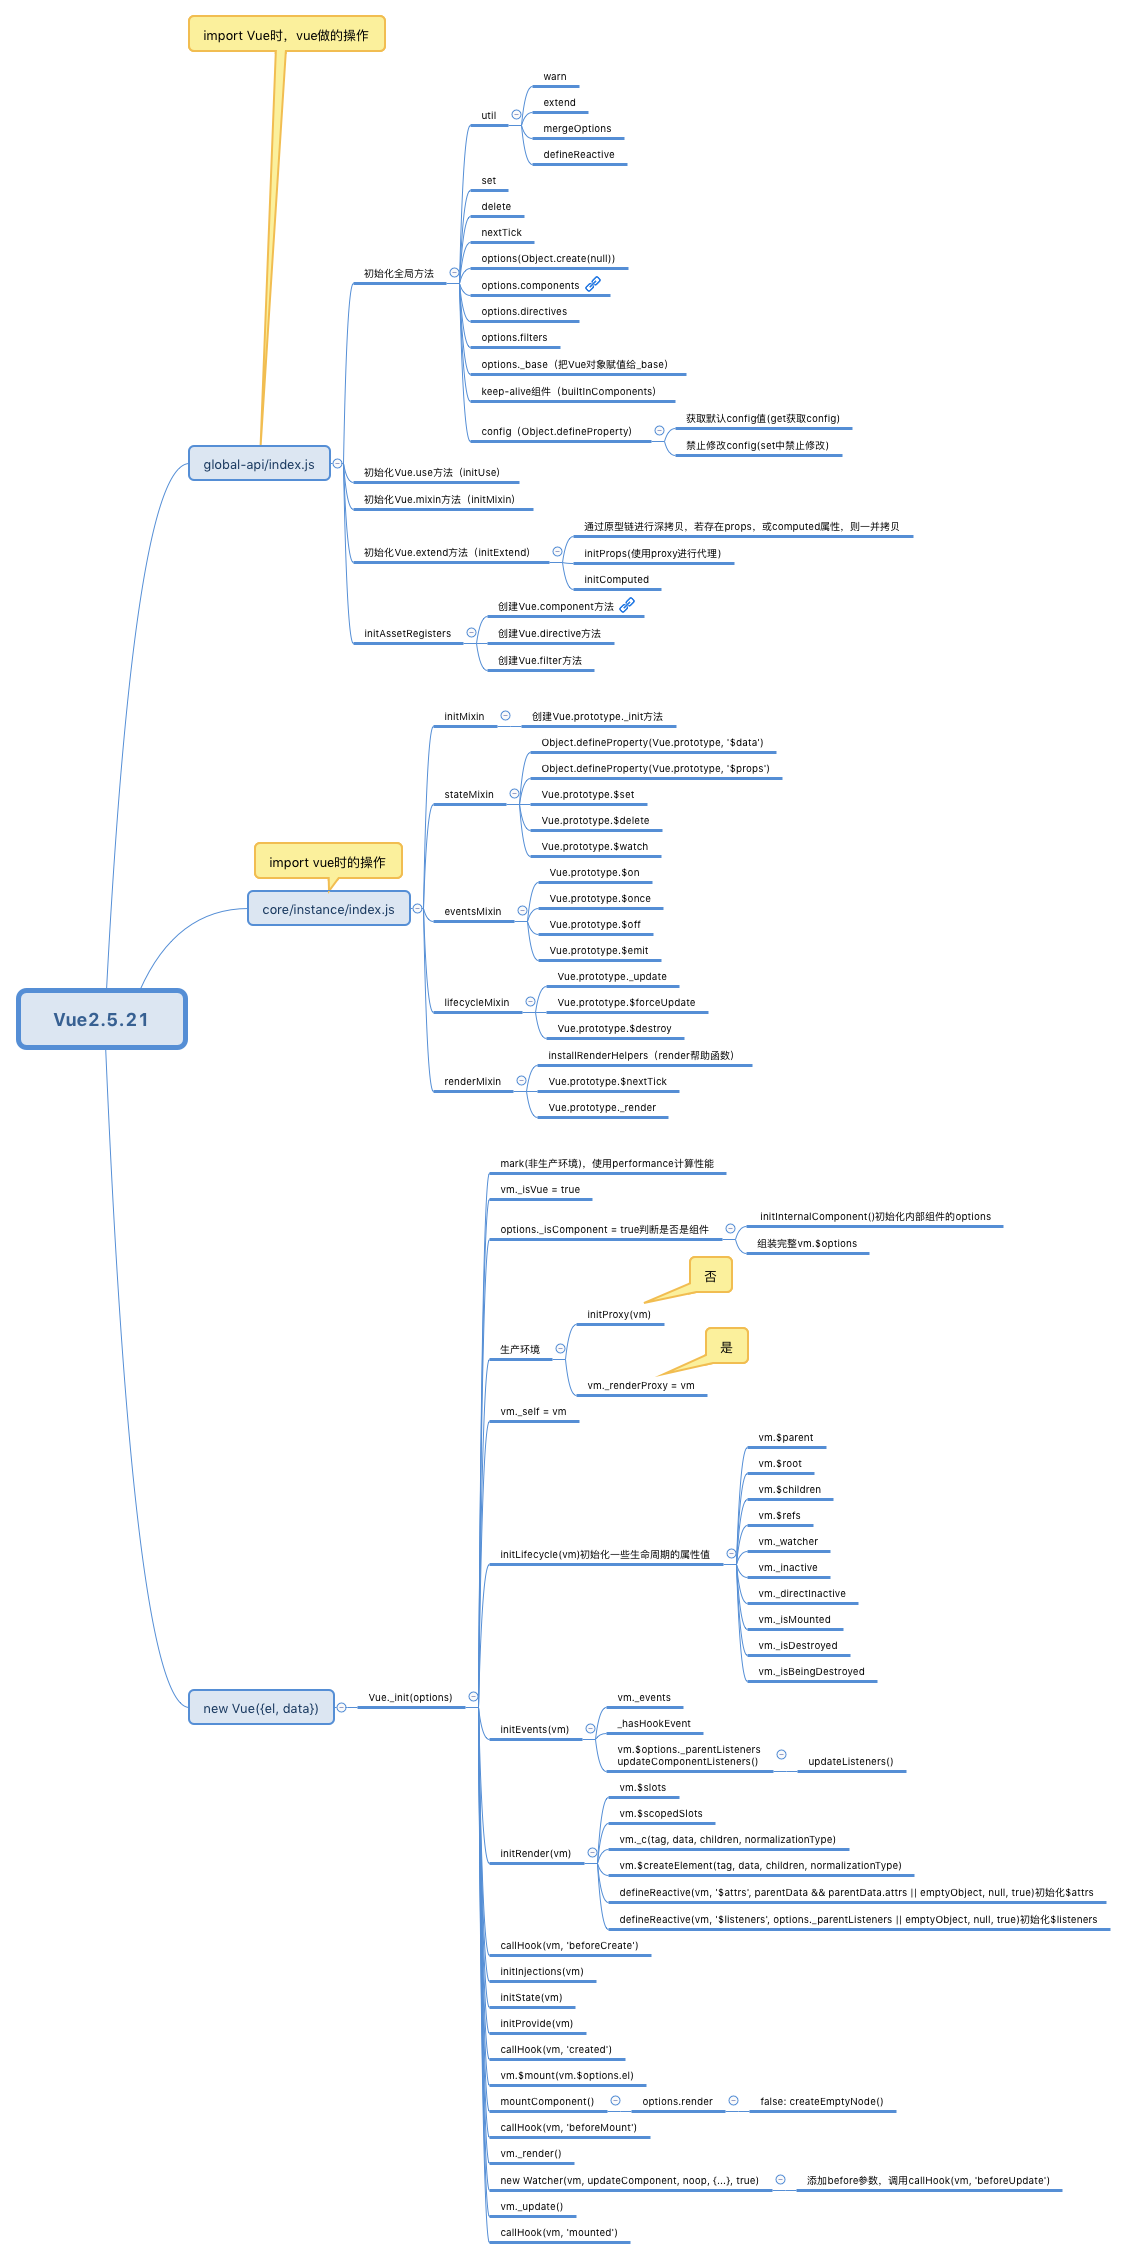 import Vue时，vue做的操作
warn
extend
util
mergeOptions
defineReactive
set
delete
nextTick
options(Object.create(null))
初始化全局方法
options.components
options.directives
options.filters
options._base（把Vue对象赋值给_base）
keep-alive组件（builtInComponents）
获取默认config值(get获取config)
config（Object.defineProperty）
禁止修改config(set中禁止修改)
global-api/index.js
初始化Vue.use方法（initUse）
初始化Vue.mixin方法（initMixin）
通过原型链进行深拷贝，若存在props，或computed属性，则一并拷贝
初始化Vue.extend方法（initExtend）
initProps(使用proxy进行代理)
initComputed
创建Vue.component方法
initAssetRegisters
创建Vue.directive方法
创建Vue.filter方法
initMixin
创建Vue.prototype._init方法
Object.defineProperty(Vue.prototype, '$data')
Object.defineProperty(Vue.prototype, '$props')
stateMixin
Vue.prototype.$set
Vue.prototype.$delete
Vue.prototype.$watch
import vue时的操作
Vue.prototype.$on
Vue.prototype.$once
core/instance/index.js
eventsMixin
Vue.prototype.$off
Vue.prototype.$emit
Vue.prototype._update
lifecycleMixin
Vue.prototype.$forceUpdate
Vue2.5.21
Vue.prototype.$destroy
installRenderHelpers（render帮助函数）
renderMixin
Vue.prototype.$nextTick
Vue.prototype._render
mark(非生产环境)，使用performance计算性能
vm._isVue = true
initInternalComponent()初始化内部组件的options
options._isComponent = true判断是否是组件
组装完整vm.$options
否
initProxy(vm)
生产环境
是
vm._renderProxy = vm
vm._self = vm
vm.$parent
vm.$root
vm.$children
vm.$refs
vm._watcher
initLifecycle(vm)初始化一些生命周期的属性值
vm._inactive
vm._directInactive
vm._isMounted
vm._isDestroyed
vm._isBeingDestroyed
new Vue({el, data})
Vue._init(options)
vm._events
initEvents(vm)
_hasHookEvent
vm.$options._parentListeners
updateComponentListeners()
updateListeners()
vm.$slots
vm.$scopedSlots
vm._c(tag, data, children, normalizationType)
initRender(vm)
vm.$createElement(tag, data, children, normalizationType)
defineReactive(vm, '$attrs', parentData && parentData.attrs || emptyObject, null, true)初始化$attrs
defineReactive(vm, '$listeners', options._parentListeners || emptyObject, null, true)初始化$listeners
callHook(vm, 'beforeCreate')
initInjections(vm)
initState(vm)
initProvide(vm)
callHook(vm, 'created')
vm.$mount(vm.$options.el)
mountComponent()
options.render
false: createEmptyNode()
callHook(vm, 'beforeMount')
vm._render()
new Watcher(vm, updateComponent, noop, {...}, true)
添加before参数，调用callHook(vm, 'beforeUpdate')
vm._update()
callHook(vm, 'mounted')